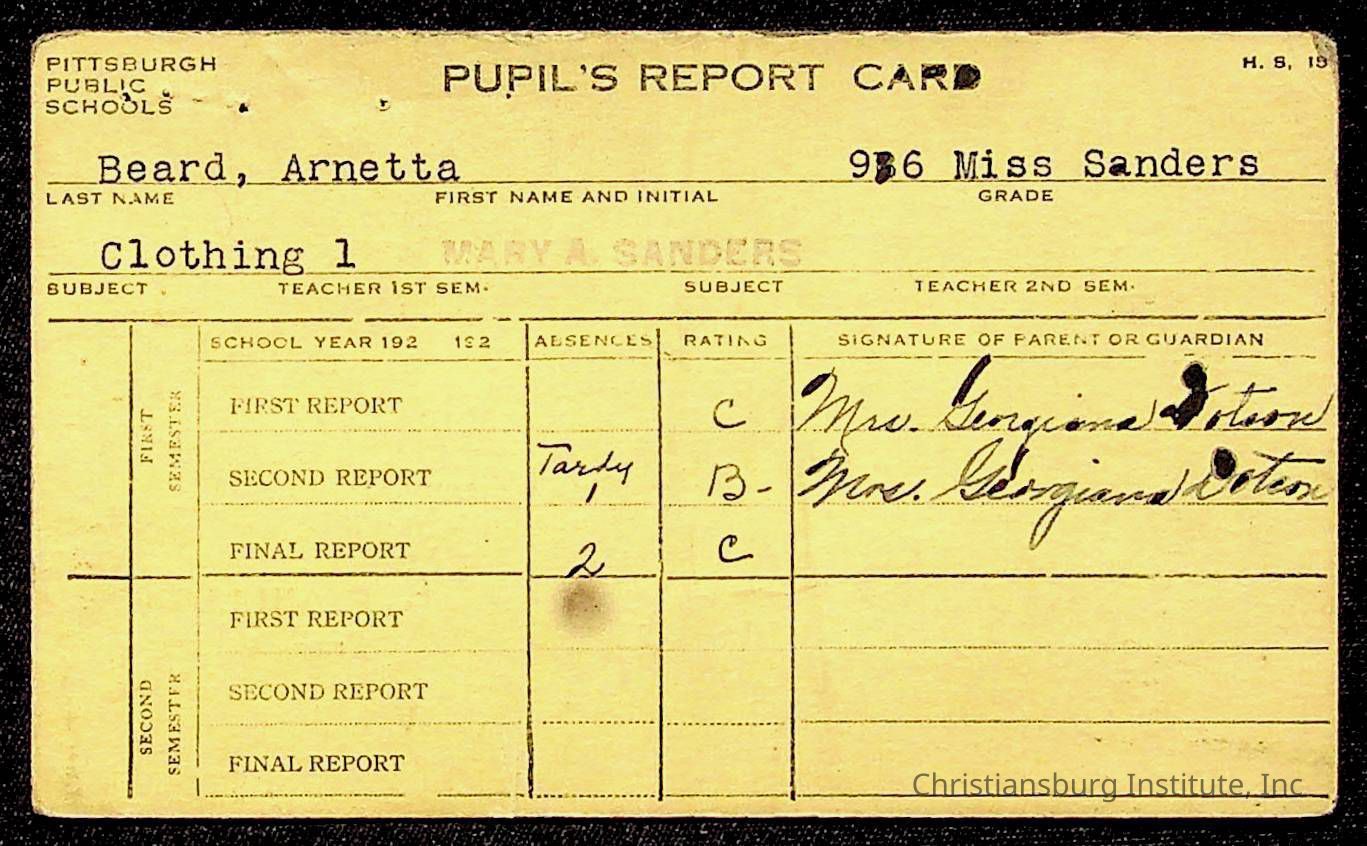 PITTSBURGH
PUBLIC
SCHOOLS
PUPIL'S REPORT CARD
H. S, 19
Beard, Arnetta 936 Miss Sanders
LAST NAME FIRST NAME AND INITIAL GRADE
Clothing 1 MARY A. SANDERS
SUBJECT TEACHER 1ST SEM. SUBJECT TEACHER 2ND SEM.
SCHOOL YEAR 192 192 ABSENCES RATING SIGNATURE OF PARENT OR GUARDIAN
FIRST SEMESTER
FIRST REPORT C Mrs. Georgiana Dotson
SECOND REPORT Tardy 1 B- Mrs. Georgiana Dotson
FINAL REPORT 2 C
SECOND SEMESTER
FIRST REPORT
SECOND REPORT
FINAL REPORT
Christiansburg Institute, Inc